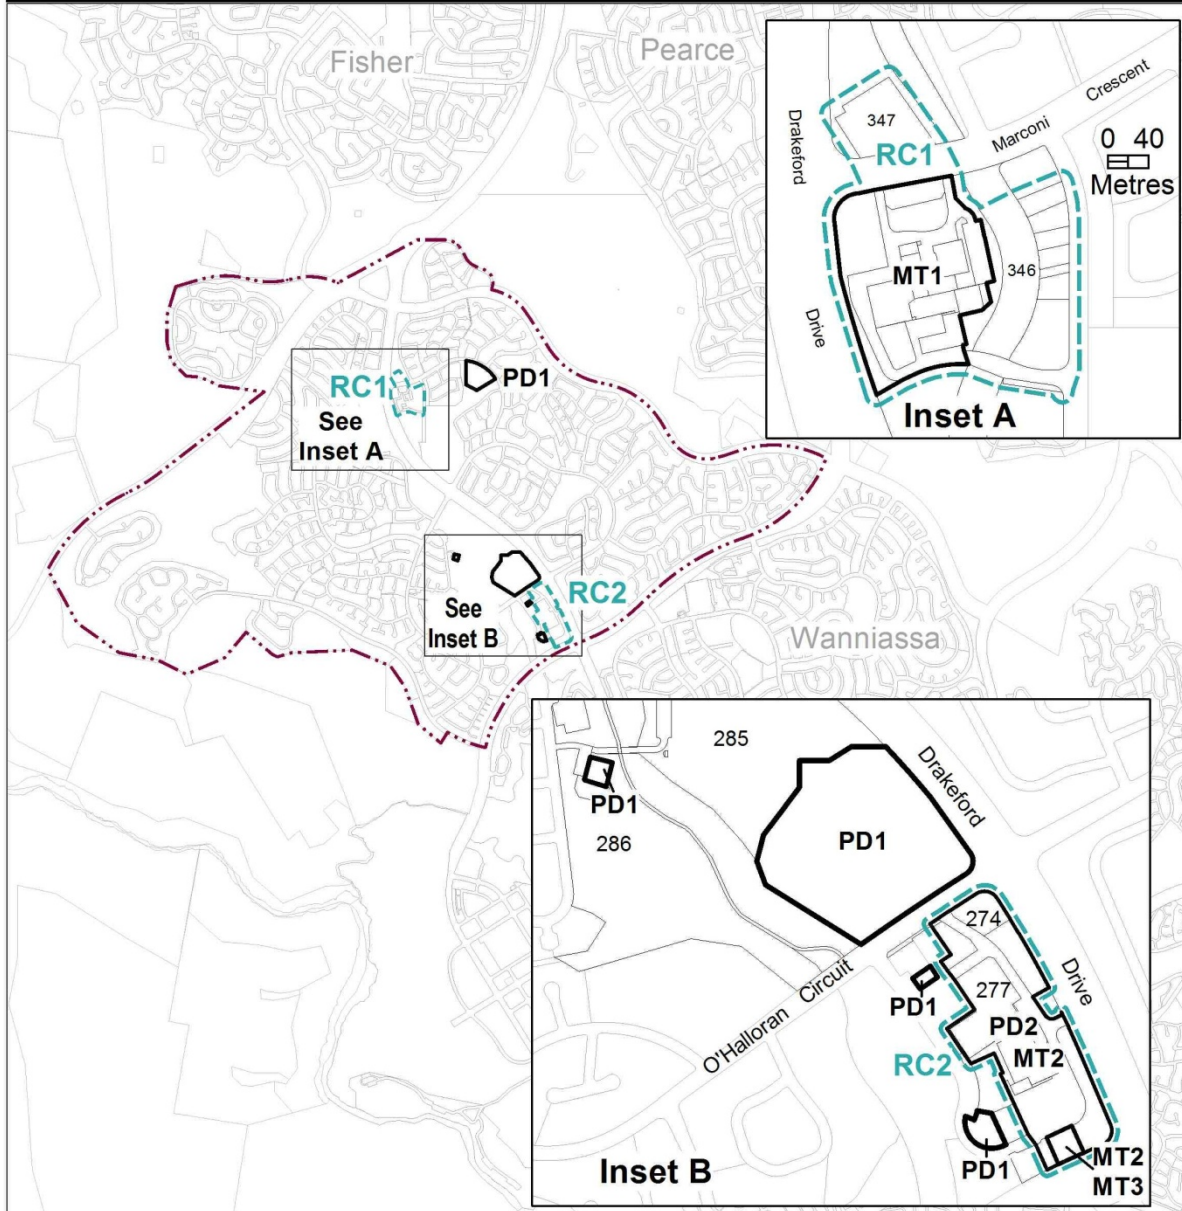 Fisher
Pearce
RC1
See
Inset A
PD1
See
Inset B
RC2
Wanniassa
347
RC1
Drakeford
Marconi
Crescent
0 40
Metres
MT1
346
Drive
Inset A
285
PD1
286
PD1
Drakeford
274
277
PD1
PD2
MT2
Drive
O'Halloran Circuit
RC2
PD1
MT2
MT3
Inset B